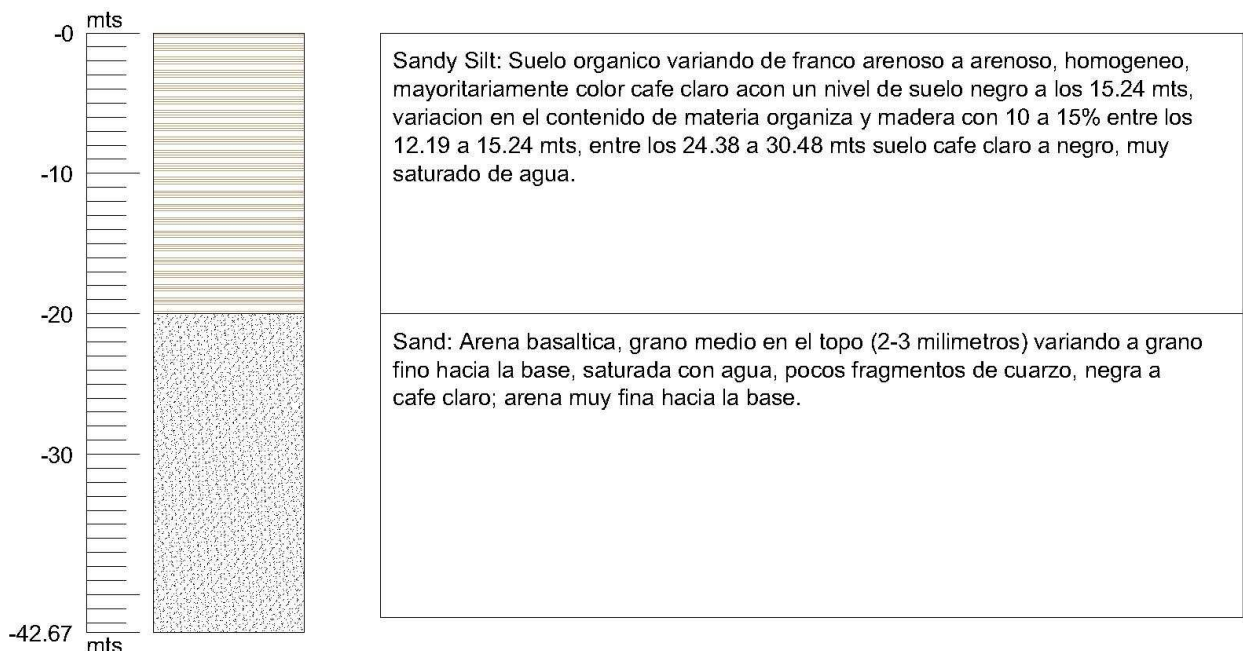 mts
-0
Sandy Silt: Suelo organico variando de franco arenoso a arenoso, homogeneo,
mayoritariamente color cafe claro acon un nivel de suelo negro a los 15.24 mts,
variacion en el contenido de materia organiza y madera con 10 a 15% entre los
12.19 a 15.24 mts, entre los 24.38 a 30.48 mts suelo cafe claro a negro, muy
saturado de agua.
-10
-20
Sand: Arena basaltica, grano medio en el topo (2-3 milimetros) variando a grano
fino hacia la base, saturada con agua, pocos fragmentos de cuarzo, negra a
cafe claro; arena muy fina hacia la base.
-30
-42.67
mts